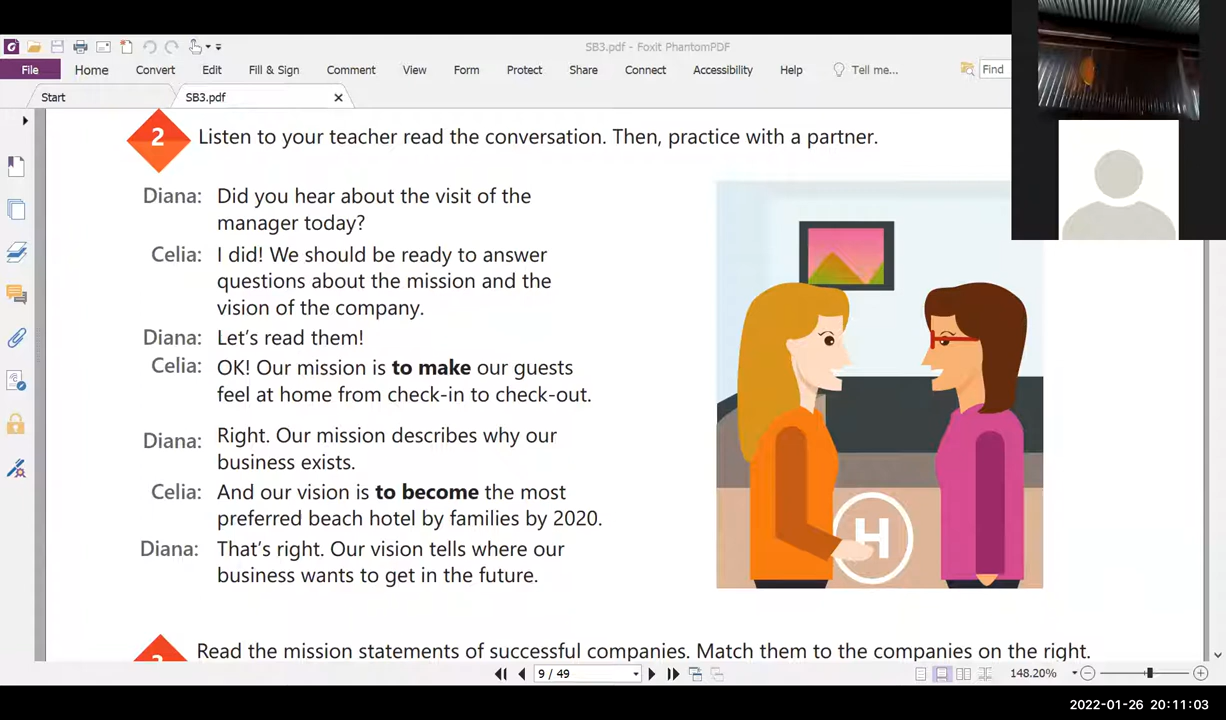 SB3.pdf - Foxit PhantomPDF
File Home Convert Edit Fill & Sign Comment View Form Protect Share Connect Accessibility Help Tell me... Find
Start SB3.pdf
2 Listen to your teacher read the conversation. Then, practice with a partner.
Diana: Did you hear about the visit of the
manager today?
Celia: I did! We should be ready to answer
questions about the mission and the
vision of the company.
Diana: Let's read them!
Celia: OK! Our mission is to make our guests
feel at home from check-in to check-out.
Diana: Right. Our mission describes why our
business exists.
Celia: And our vision is to become the most
preferred beach hotel by families by 2020.
Diana: That's right. Our vision tells where our
business wants to get in the future.
H
Read the mission statements of successful companies. Match them to the companies on the right.
9 / 49
148.20%
2022-01-26 20:11:03